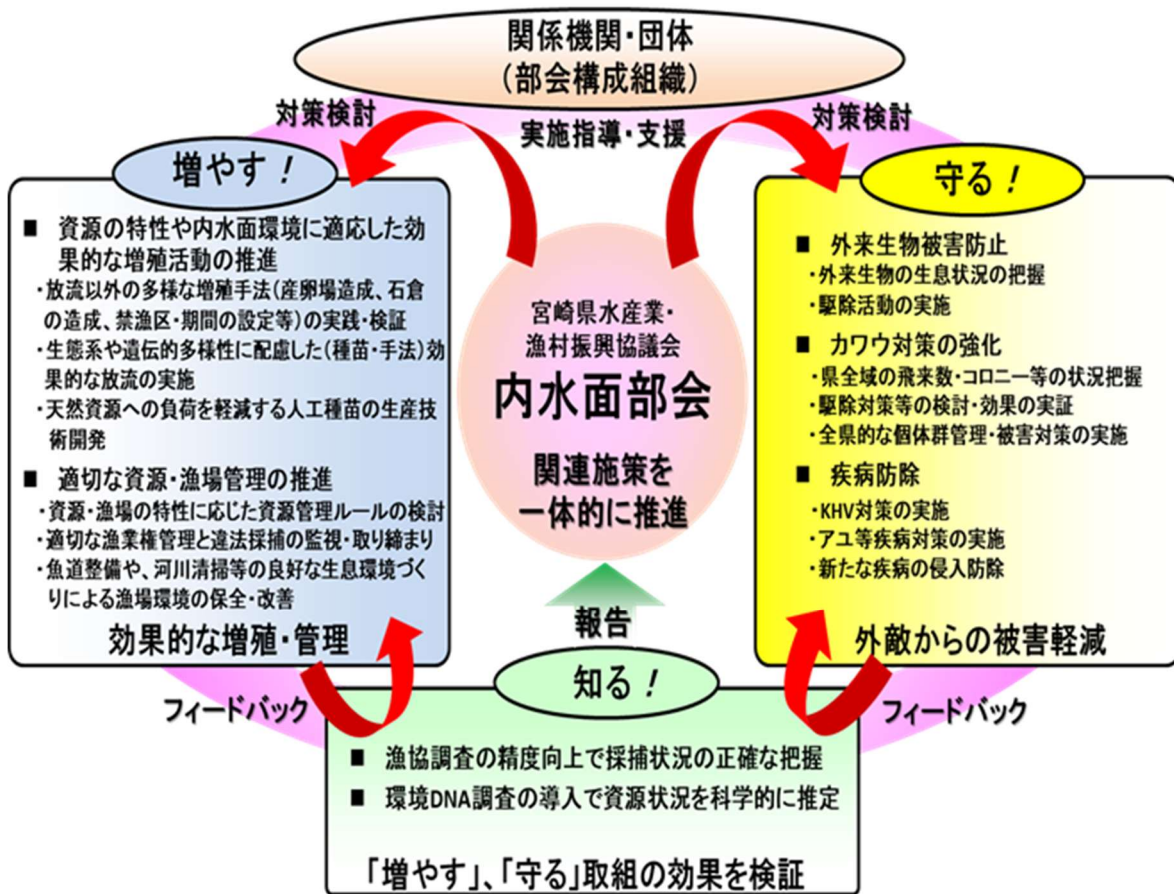 関係機関・団体
（部会構成組織）
対策検討
実施指導・支援
対策検討
増やす！
■ 資源の特性や内水面環境に適応した効
果的な増殖活動の推進
・放流以外の多様な増殖手法（産卵場造成、石倉
の造成、禁漁区・期間の設定等）の実践・検証
・生態系や遺伝的多様性に配慮した（種苗・手法）効
果的な放流の実施
・天然資源への負荷を軽減する人工種苗の生産技
術開発
■ 適切な資源・漁場管理の推進
・資源・漁場の特性に応じた資源管理ルールの検討
・適切な漁業権管理と違法採捕の監視・取り締まり
・魚道整備や、河川清掃等の良好な生息環境づく
りによる漁場環境の保全・改善
効果的な増殖・管理
宮崎県水産業・
漁村振興協議会
内水面部会
関連施策を
一体的に推進
守る！
■ 外来生物被害防止
・外来生物の生息状況の把握
・駆除活動の実施
■ カワウ対策の強化
・県全域の飛来数・コロニー等の状況把握
・駆除対策等の検討・効果の実証
・全県的な個体群管理・被害対策の実施
■ 疾病防除
・KHV対策の実施
・アユ等疾病対策の実施
・新たな疾病の侵入防除
外敵からの被害軽減
報告
フィードバック
フィードバック
知る！
■ 漁協調査の精度向上で採捕状況の正確な把握
■ 環境DNA調査の導入で資源状況を科学的に推定
「増やす」、「守る」取組の効果を検証